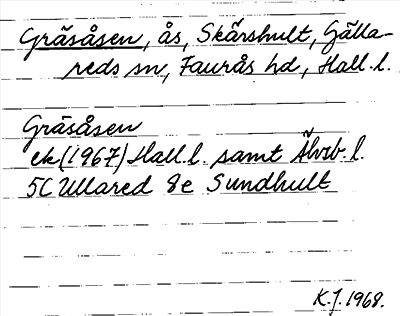 Gräsåsen, ås, Skärshult, Gälla-
reds sn, Faurås hd, Hall. l.
Gräsåsen
ek (1967) Hall. l. samt Älvsb. l.
5C Ullared 8e Sundhult
K.J. 1968.